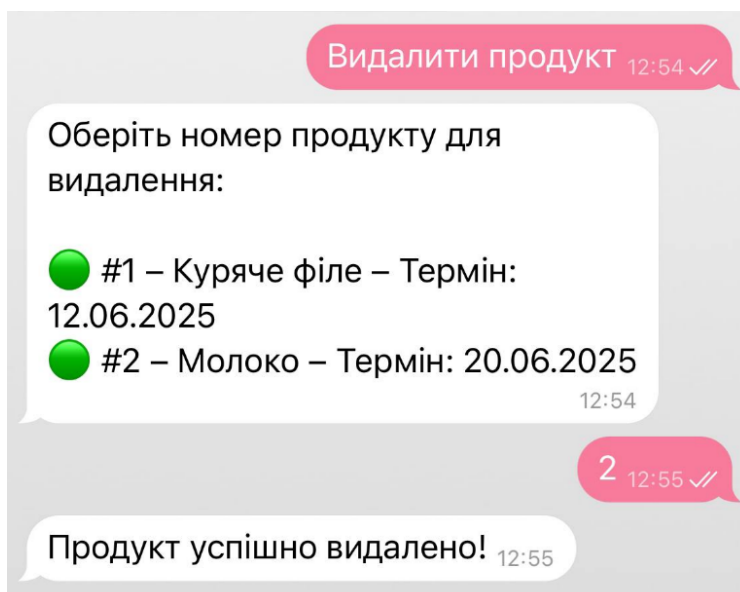 Видалити продукт 12:54
Оберіть номер продукту для
видалення:
#1 – Куряче філе – Термін:
12.06.2025
#2 – Молоко – Термін: 20.06.2025
12:54
2 12:55
Продукт успішно видалено! 12:55